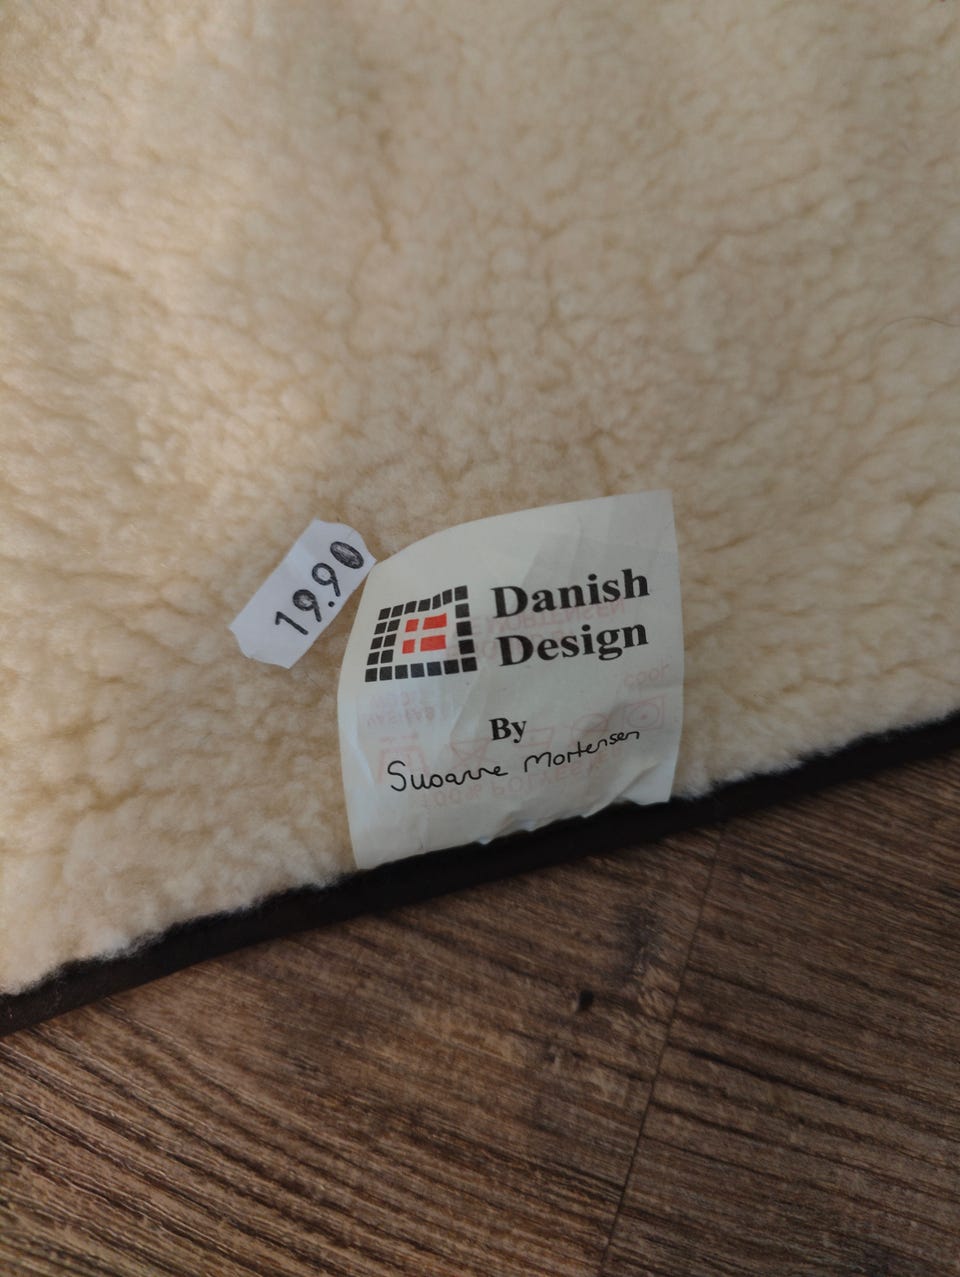 19.90
Danish
Design
By
Susanne Mortensen